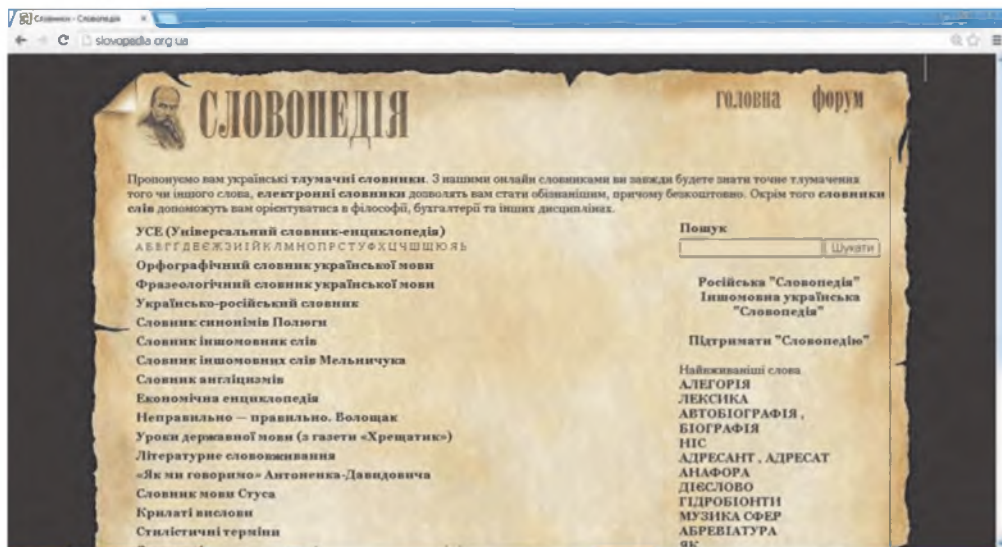 Словники - Словопедія
slovopedia.org.ua
СЛОВОПЕДІЯ
головна форум
Пропонуємо вам українські тлумачні словники. З нашими онлайн словниками ви завжди будете знати точне тлумачення
того чи іншого слова, електронні словники дозволять вам стати обізнанішим, причому безкоштовно. Окрім того словники
слів допоможуть вам орієнтуватися в філософії, бухгалтерії та інших дисциплінах.
УСЕ (Універсальний словник-енциклопедія)
А Б В Г Ґ Д Е Є Ж З И І Й К Л М Н О П Р С Т У Ф Х Ц Ч Ш Щ Ю Я Ь
Орфографічний словник української мови
Фразеологічний словник української мови
Українсько-російський словник
Словник синонімів Полюги
Словник іншомовник слів
Словник іншомовних слів Мельничука
Словник англіцизмів
Економічна енциклопедія
Неправильно — правильно. Волощак
Уроки державної мови (з газети «Хрещатик»)
Літературне слововживання
«Як ми говоримо» Антоненка-Давидовича
Словник мови Стуса
Крилаті вислови
Стилістичні терміни
Пошук
Шукати
Російська "Словопедія"
Іншомовна українська
"Словопедія"
Підтримати "Словопедію"
Найвживаніші слова
АЛЕГОРІЯ
ЛЕКСИКА
АВТОБІОГРАФІЯ ,
БІОГРАФІЯ
НІС
АДРЕСАНТ , АДРЕСАТ
АНАФОРА
ДІЄСЛОВО
ГІДРОБІОНТИ
МУЗИКА СФЕР
АБРЕВІАТУРА
ЯК